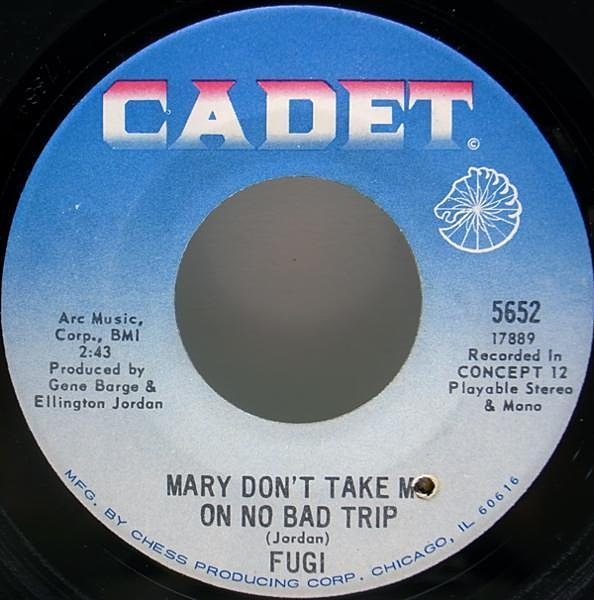 CADET
©
Arc Music,
Corp., BMI
2:43
Produced by
Gene Barge &
Ellington Jordan
5652
17889
Recorded In
CONCEPT 12
Playable Stereo
& Mono
MARY DON'T TAKE
ON NO BAD TRIP
(Jordan)
FUGI
MFG. BY CHESS PRODUCING CORP. CHICAGO, IL 60616